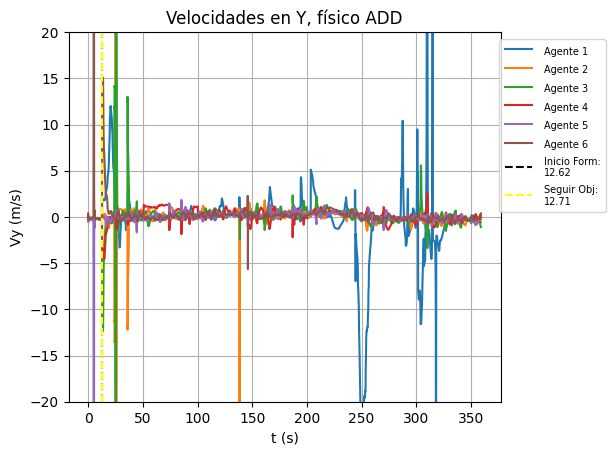 Velocidades en Y, físico ADD
Vy (m/s)
20
15
10
5
0
−5
−10
−15
−20
0
50
100
150
200
250
300
350
t (s)
Agente 1
Agente 2
Agente 3
Agente 4
Agente 5
Agente 6
Inicio Form:
12.62
Seguir Obj:
12.71